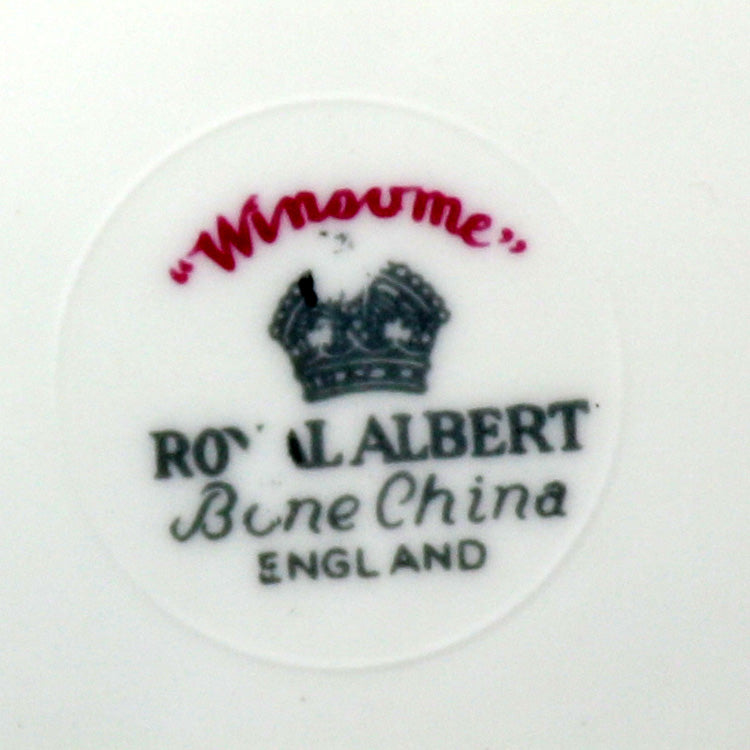 "Winsome"
ROYAL ALBERT
Bone China
ENGLAND